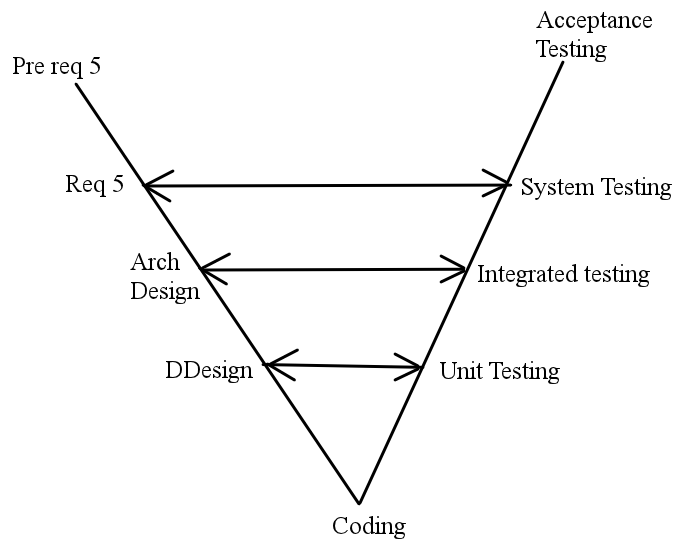 Acceptance
Testing
Pre req 5
Req 5
System Testing
Arch
Design
Integrated testing
DDesign
Unit Testing
Coding